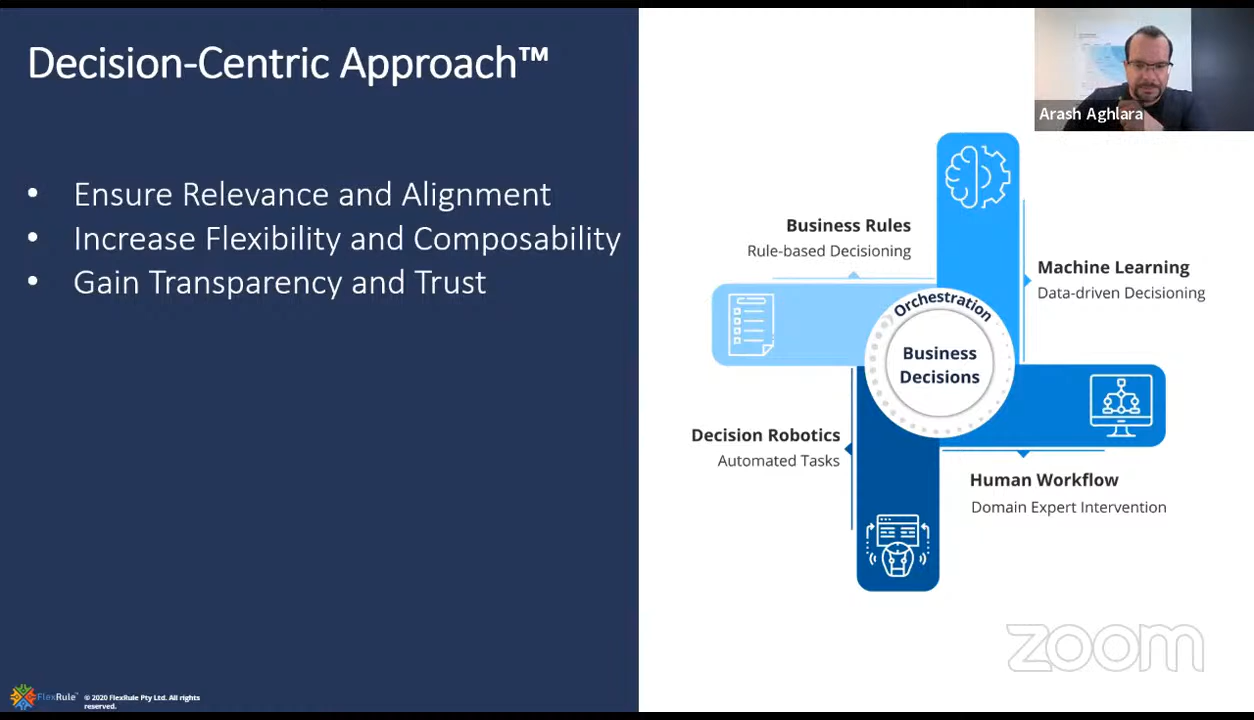 Decision-Centric Approach™
• Ensure Relevance and Alignment
• Increase Flexibility and Composability
• Gain Transparency and Trust
Arash Aghlara
Business Rules
Rule-based Decisioning
Machine Learning
Data-driven Decisioning
Orchestration
Business
Decisions
Decision Robotics
Automated Tasks
Human Workflow
Domain Expert Intervention
zoom
FlexRule™
© 2020 FlexRule Pty Ltd. All rights
reserved.